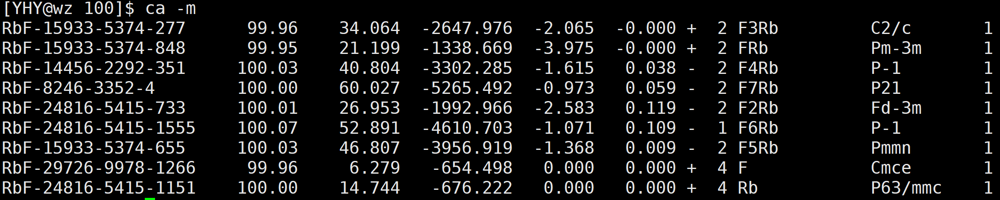 [YHY@wz 100]$ ca -m
RbF-15933-5374-277 99.96 34.064 -2647.976 -2.065 -0.000 + 2 F3Rb C2/c 1
RbF-15933-5374-848 99.95 21.199 -1338.669 -3.975 -0.000 + 2 FRb Pm-3m 1
RbF-14456-2292-351 100.03 40.804 -3302.285 -1.615 0.038 - 2 F4Rb P-1 1
RbF-8246-3352-4 100.00 60.027 -5265.492 -0.973 0.059 - 2 F7Rb P21 1
RbF-24816-5415-733 100.01 26.953 -1992.966 -2.583 0.119 - 2 F2Rb Fd-3m 1
RbF-24816-5415-1555 100.07 52.891 -4610.703 -1.071 0.109 - 1 F6Rb P-1 1
RbF-15933-5374-655 100.03 46.807 -3956.919 -1.368 0.009 - 2 F5Rb Pmmn 1
RbF-29726-9978-1266 99.96 6.279 -654.498 0.000 0.000 + 4 F Cmce 1
RbF-24816-5415-1151 100.00 14.744 -676.222 0.000 0.000 + 4 Rb P63/mmc 1